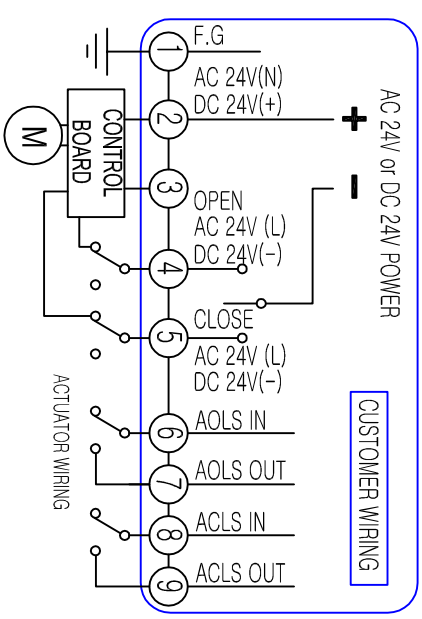 1
F.G
2
AC 24V(N)
DC 24V(+)
+
-
AC 24V or DC 24V POWER
CONTROL
BOARD
M
3
OPEN
AC 24V (L)
DC 24V(-)
4
CLOSE
5
AC 24V (L)
DC 24V(-)
CUSTOMER WIRING
ACTUATOR WIRING
6
AOLS IN
7
AOLS OUT
8
ACLS IN
9
ACLS OUT